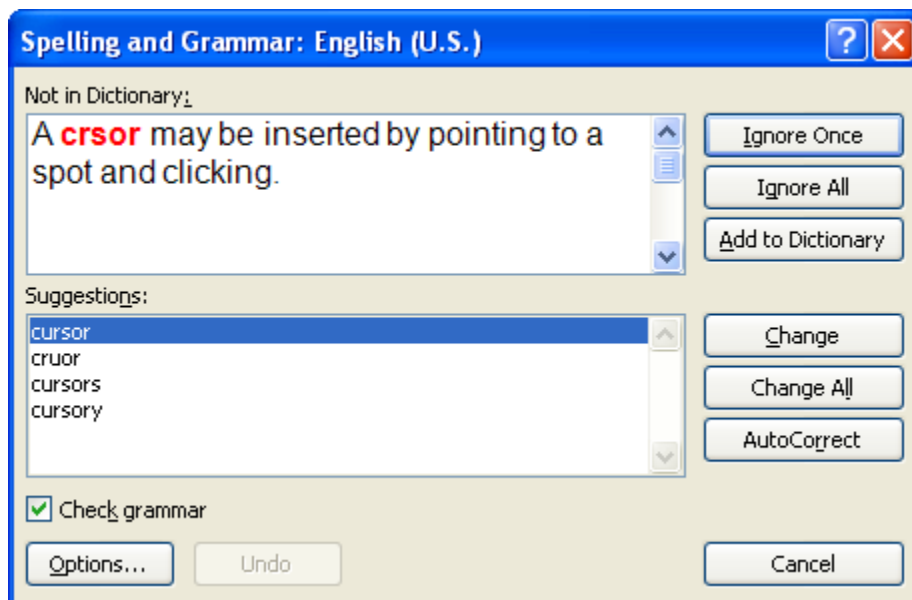 Spelling and Grammar: English (U.S.)
Not in Dictionary:
A crsor may be inserted by pointing to a
spot and clicking.
Ignore Once
Ignore All
Add to Dictionary
Suggestions:
cursor
cruor
cursors
cursory
Change
Change All
AutoCorrect
Check grammar
Options...
Undo
Cancel